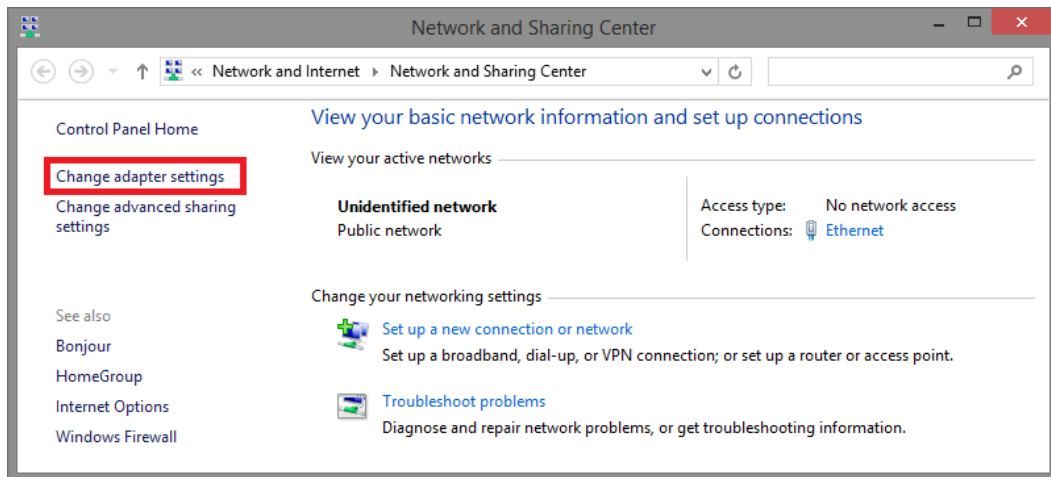 Network and Sharing Center
« Network and Internet ▸ Network and Sharing Center
Control Panel Home
Change adapter settings
Change advanced sharing
settings
See also
Bonjour
HomeGroup
Internet Options
Windows Firewall
View your basic network information and set up connections
View your active networks
Unidentified network
Public network
Access type: No network access
Connections: Ethernet
Change your networking settings
Set up a new connection or network
Set up a broadband, dial-up, or VPN connection; or set up a router or access point.
Troubleshoot problems
Diagnose and repair network problems, or get troubleshooting information.